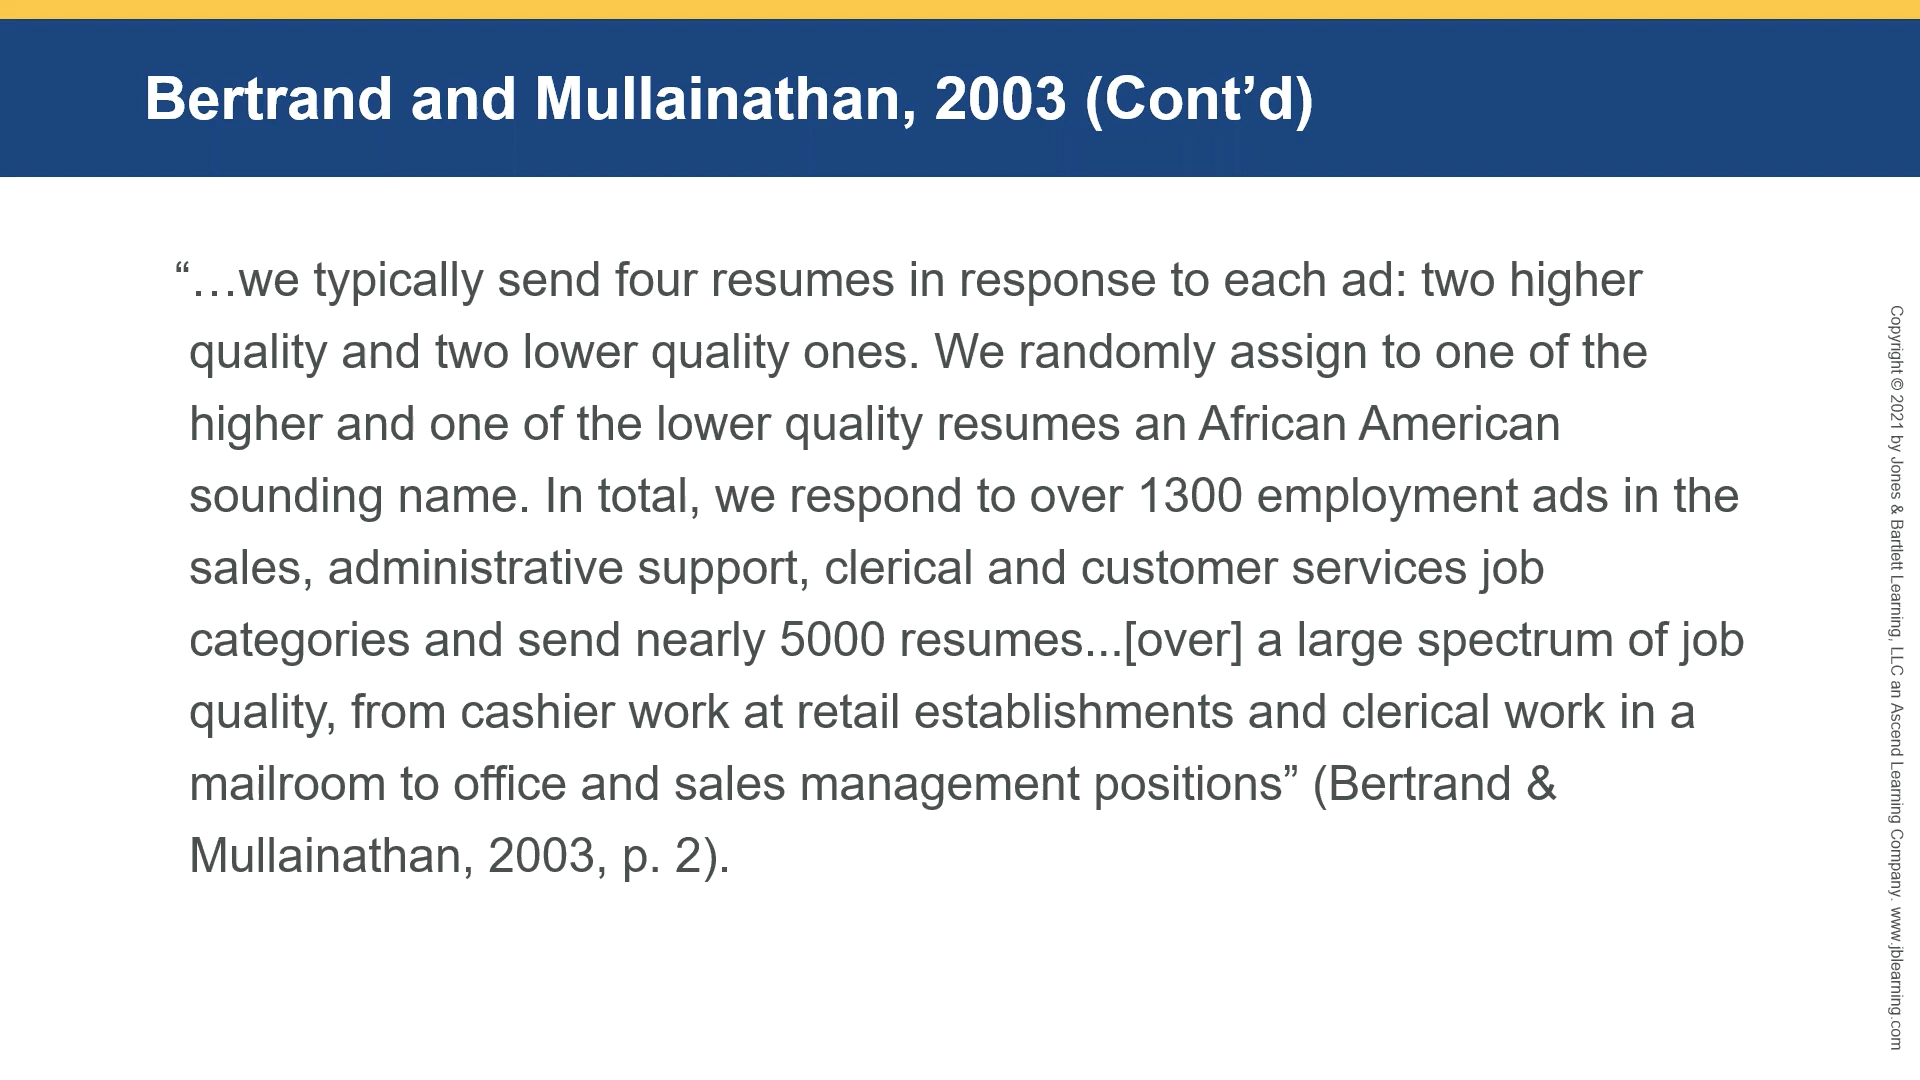 Bertrand and Mullainathan, 2003 (Cont’d)
“…we typically send four resumes in response to each ad: two higher
quality and two lower quality ones. We randomly assign to one of the
higher and one of the lower quality resumes an African American
sounding name. In total, we respond to over 1300 employment ads in the
sales, administrative support, clerical and customer services job
categories and send nearly 5000 resumes...[over] a large spectrum of job
quality, from cashier work at retail establishments and clerical work in a
mailroom to office and sales management positions” (Bertrand &
Mullainathan, 2003, p. 2).
Copyright © 2021 by Jones & Bartlett Learning, LLC an Ascend Learning Company. www.jblearning.com